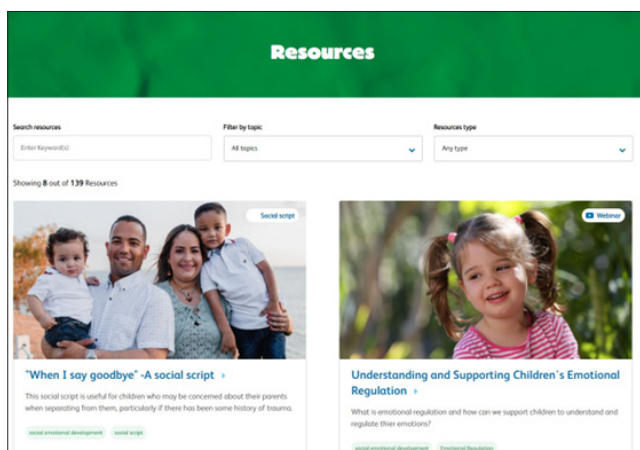 Resources
Search resources
Filter by topic
Resources type
Enter Keyword(s)
All topics
Any type
Showing 8 out of 139 Resources
Social script
Webinar
"When I say goodbye" -A social script
This social script is useful for children who may be concerned about their parents
when separating from them, particularly if there has been some history of trauma.
social emotional development
social script
Understanding and Supporting Children's Emotional
Regulation
What is emotional regulation and how can we support children to understand and
regulate thier emotions?
social emotional development
Emotional Regulation